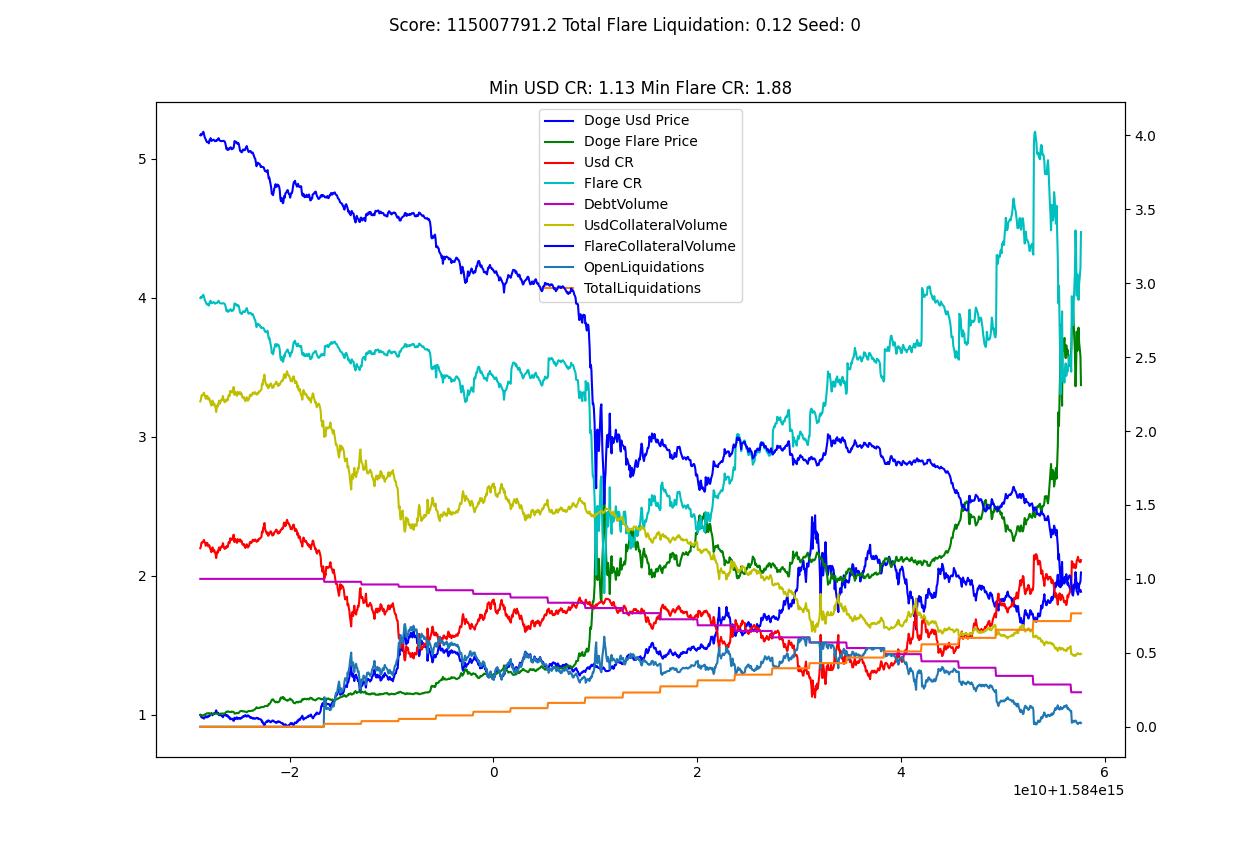 Score: 115007791.2 Total Flare Liquidation: 0.12 Seed: 0
Min USD CR: 1.13 Min Flare CR: 1.88
Doge Usd Price
Doge Flare Price
Usd CR
Flare CR
DebtVolume
UsdCollateralVolume
FlareCollateralVolume
OpenLiquidations
TotalLiquidations
5
4
3
2
1
4.0
3.5
3.0
2.5
2.0
1.5
1.0
0.5
0.0
−2
0
2
4
6
1e10+1.584e15